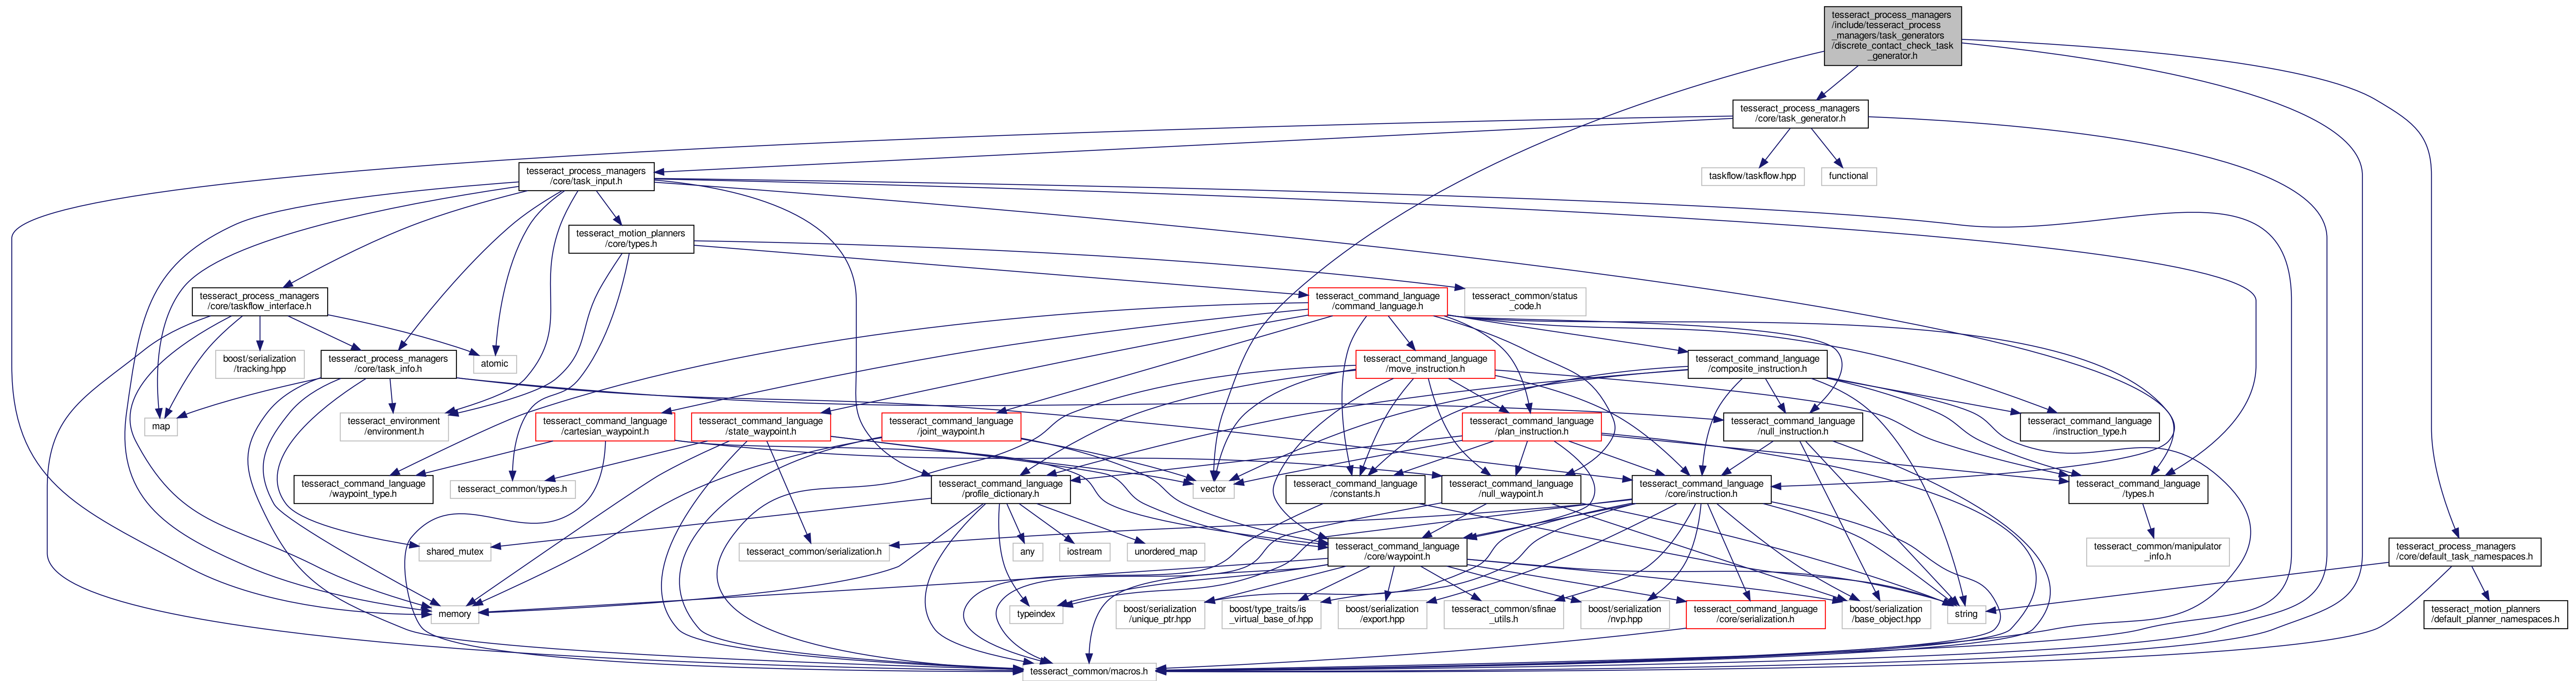 tesseract_process_managers
/include/tesseract_process
_managers/task_generators
/discrete_contact_check_task
_generator.h
tesseract_process_managers
/core/task_generator.h
tesseract_process_managers
/core/task_input.h
taskflow/taskflow.hpp
functional
tesseract_motion_planners
/core/types.h
tesseract_process_managers
/core/taskflow_interface.h
tesseract_command_language
/command_language.h
tesseract_common/status
_code.h
boost/serialization
/tracking.hpp
tesseract_process_managers
/core/task_info.h
atomic
tesseract_command_language
/move_instruction.h
tesseract_command_language
/composite_instruction.h
map
tesseract_environment
/environment.h
tesseract_command_language
/cartesian_waypoint.h
tesseract_command_language
/state_waypoint.h
tesseract_command_language
/joint_waypoint.h
tesseract_command_language
/plan_instruction.h
tesseract_command_language
/null_instruction.h
tesseract_command_language
/instruction_type.h
tesseract_command_language
/waypoint_type.h
tesseract_common/types.h
tesseract_command_language
/profile_dictionary.h
vector
tesseract_command_language
/constants.h
tesseract_command_language
/null_waypoint.h
tesseract_command_language
/core/instruction.h
tesseract_command_language
/types.h
shared_mutex
tesseract_common/serialization.h
any
iostream
unordered_map
tesseract_command_language
/core/waypoint.h
tesseract_common/manipulator
_info.h
tesseract_process_managers
/core/default_task_namespaces.h
memory
typeindex
boost/serialization
/unique_ptr.hpp
boost/type_traits/is
_virtual_base_of.hpp
boost/serialization
/export.hpp
tesseract_common/sfinae
_utils.h
boost/serialization
/nvp.hpp
tesseract_command_language
/core/serialization.h
boost/serialization
/base_object.hpp
string
tesseract_motion_planners
/default_planner_namespaces.h
tesseract_common/macros.h